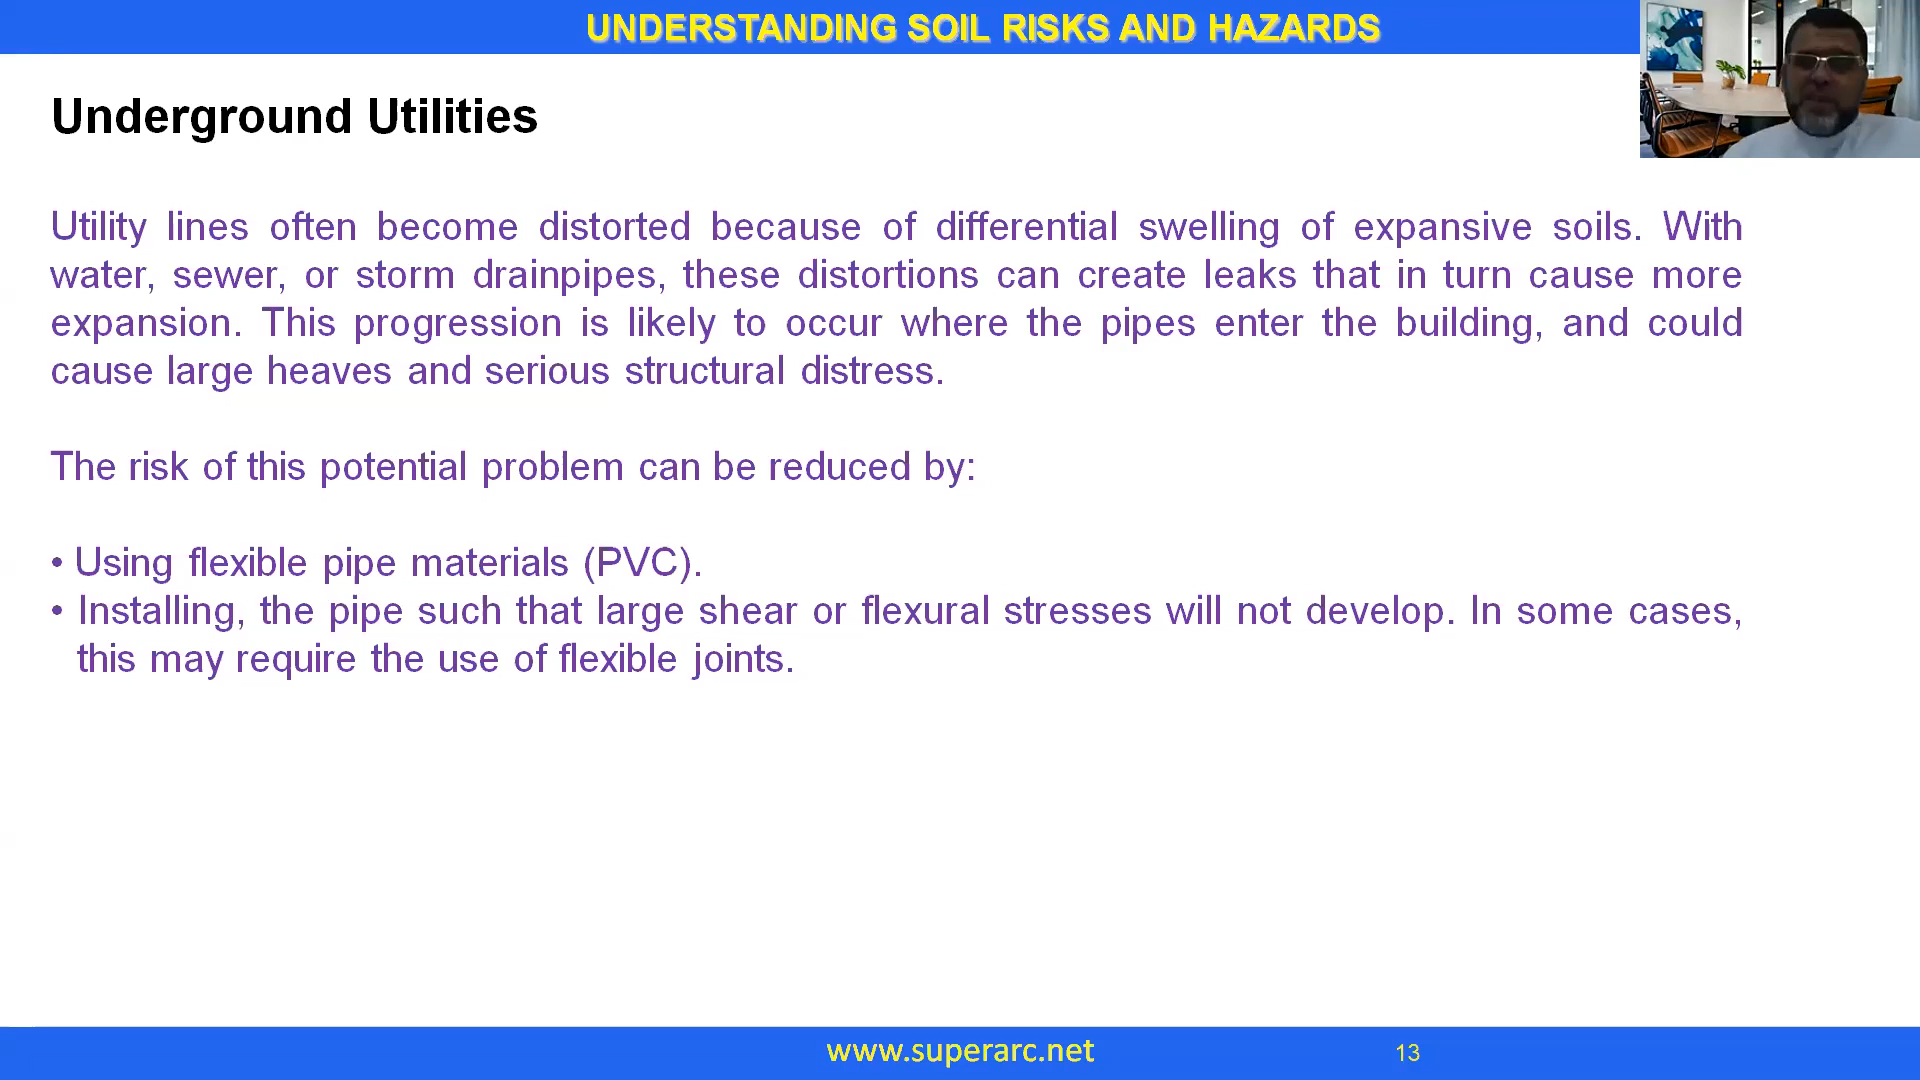 UNDERSTANDING SOIL RISKS AND HAZARDS
Underground Utilities
Utility lines often become distorted because of differential swelling of expansive soils. With
water, sewer, or storm drainpipes, these distortions can create leaks that in turn cause more
expansion. This progression is likely to occur where the pipes enter the building, and could
cause large heaves and serious structural distress.
The risk of this potential problem can be reduced by:
• Using flexible pipe materials (PVC).
• Installing, the pipe such that large shear or flexural stresses will not develop. In some cases,
this may require the use of flexible joints.
www.superarc.net
13